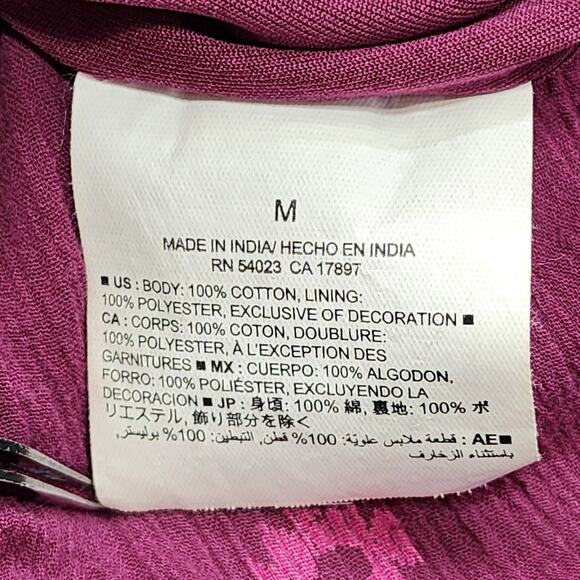 M
MADE IN INDIA/ HECHO EN INDIA
RN 54023 CA 17897
■ US : BODY: 100% COTTON, LINING:
100% POLYESTER, EXCLUSIVE OF DECORATION ■
CA : CORPS: 100% COTON, DOUBLURE:
100% POLYESTER, À L'EXCEPTION DES
GARNITURES ■ MX : CUERPO: 100% ALGODON,
FORRO: 100% POLIÉSTER, EXCLUYENDO LA
DECORACION ■ JP : 身頃: 100% 綿, 裏地: 100% ポ
リエステル, 飾り部分を除く
■AE : قطعة ملابس علوية: 100% قطن, التبطين: 100% بوليستر,
باستثناء الزخارف